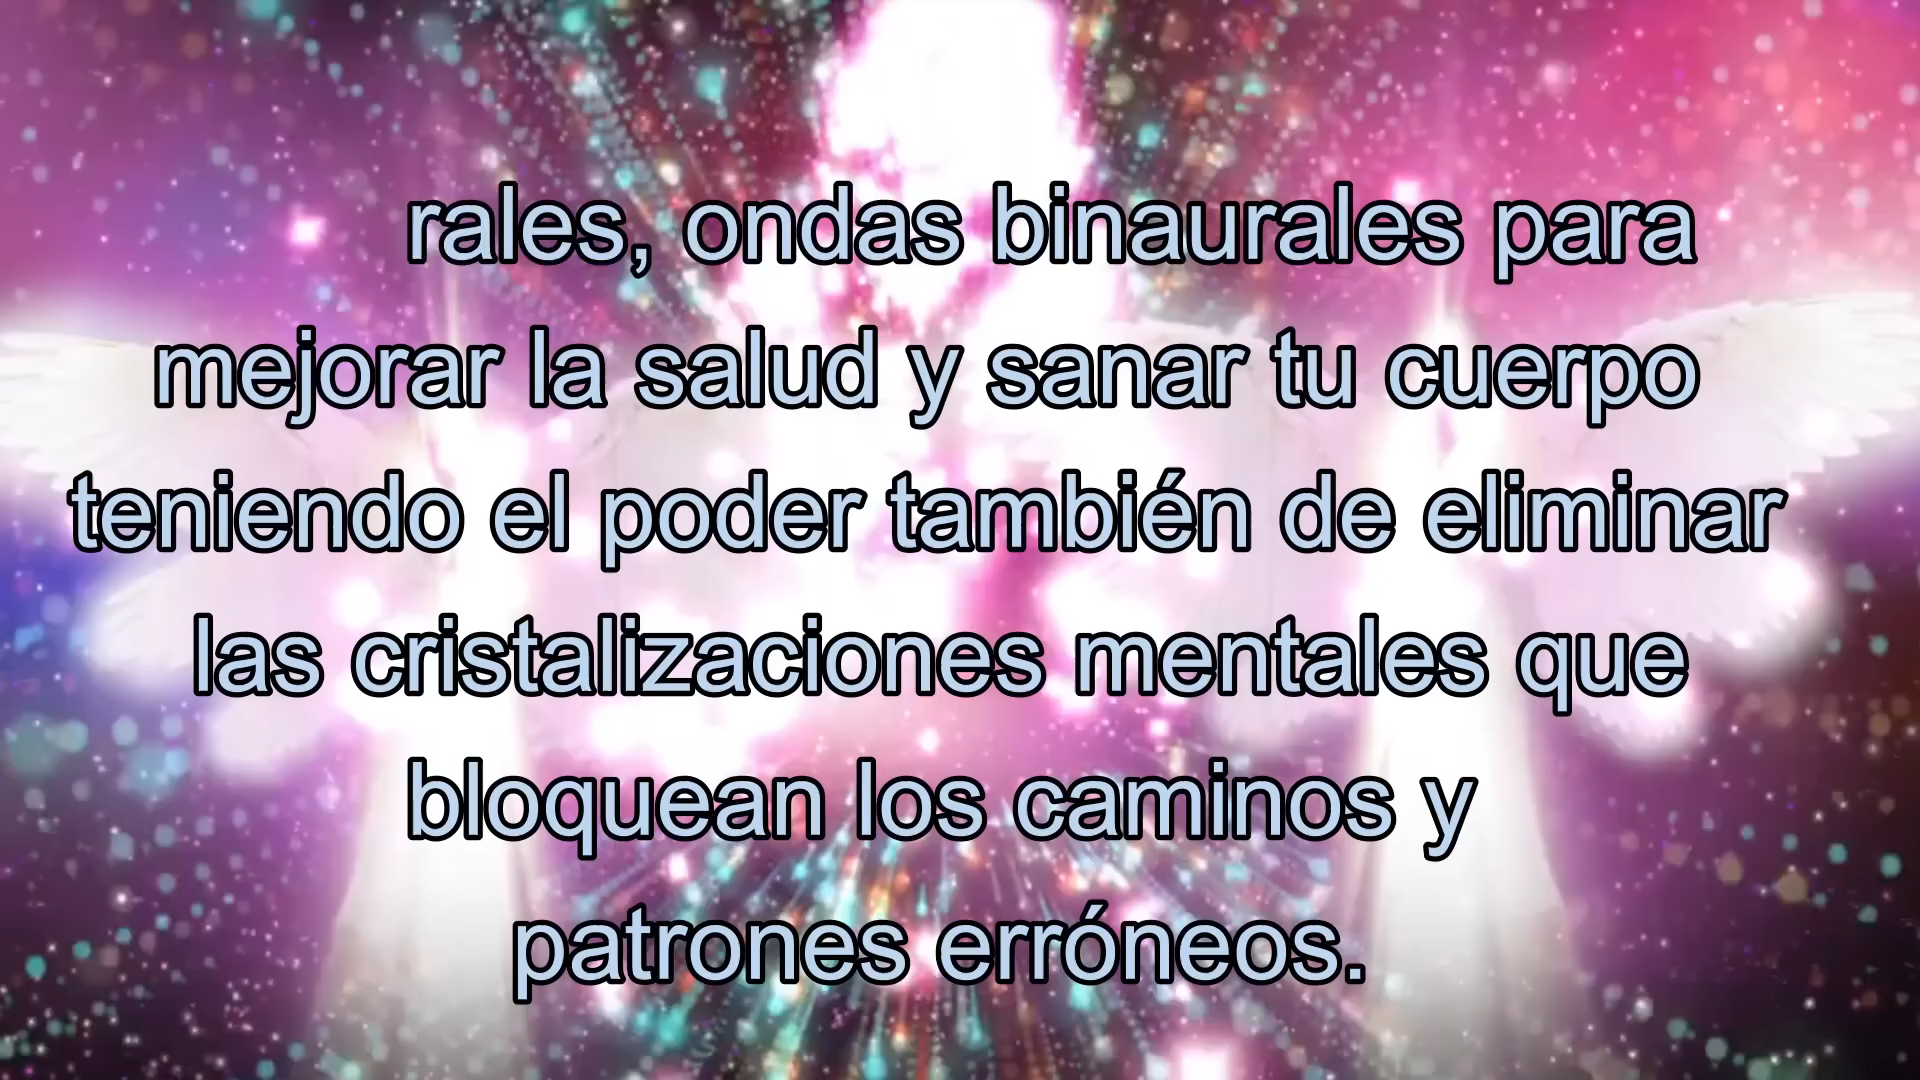 rales, ondas binaurales para
mejorar la salud y sanar tu cuerpo
teniendo el poder también de eliminar
las cristalizaciones mentales que
bloquean los caminos y
patrones erróneos.